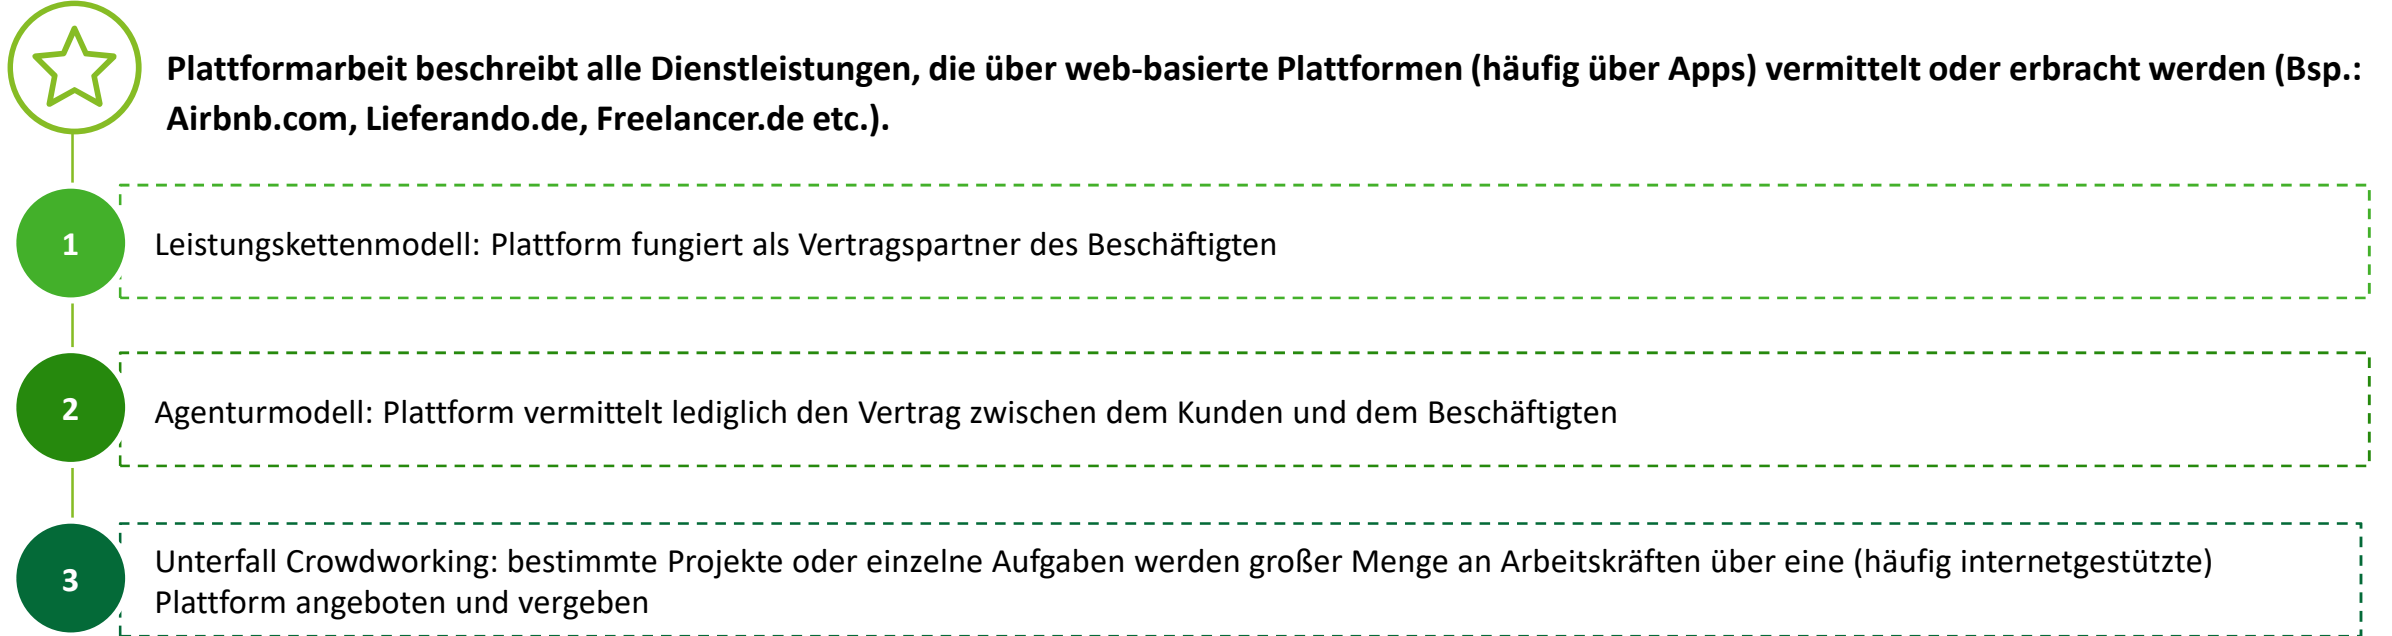 Plattformarbeit beschreibt alle Dienstleistungen, die über web-basierte Plattformen (häufig über Apps) vermittelt oder erbracht werden (Bsp.:
Airbnb.com, Lieferando.de, Freelancer.de etc.).
1
Leistungskettenmodell: Plattform fungiert als Vertragspartner des Beschäftigten
2
Agenturmodell: Plattform vermittelt lediglich den Vertrag zwischen dem Kunden und dem Beschäftigten
3
Unterfall Crowdworking: bestimmte Projekte oder einzelne Aufgaben werden großer Menge an Arbeitskräften über eine (häufig internetgestützte)
Plattform angeboten und vergeben